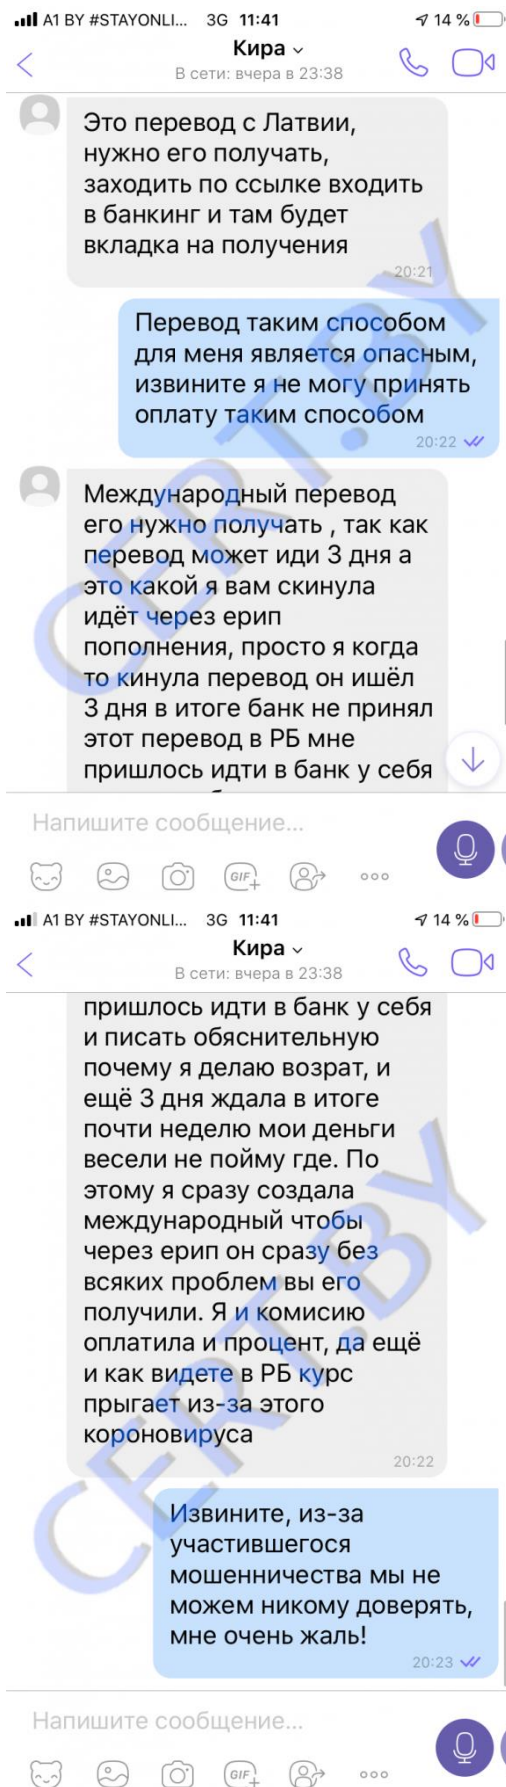 A1 BY #STAYONLI... 3G 11:41 14 %
Кира
В сети: вчера в 23:38
Это перевод с Латвии,
нужно его получать,
заходить по ссылке входить
в банкинг и там будет
вкладка на получения
20:21
Перевод таким способом
для меня является опасным,
извините я не могу принять
оплату таким способом
20:22
Международный перевод
его нужно получать , так как
перевод может иди 3 дня а
это какой я вам скинула
идёт через ерип
пополнения, просто я когда
то кинула перевод он ишёл
3 дня в итоге банк не принял
этот перевод в РБ мне
пришлось идти в банк у себя
Напишите сообщение...
GIF
A1 BY #STAYONLI... 3G 11:41 14 %
Кира
В сети: вчера в 23:38
пришлось идти в банк у себя
и писать обяснительную
почему я делаю возрат, и
ещё 3 дня ждала в итоге
почти неделю мои деньги
весели не пойму где. По
этому я сразу создала
международный чтобы
через ерип он сразу без
всяких проблем вы его
получили. Я и комисию
оплатила и процент, да ещё
и как видете в РБ курс
прыгает из-за этого
короновируса
20:22
Извините, из-за
участившегося
мошенничества мы не
можем никому доверять,
мне очень жаль!
20:23
Напишите сообщение...
GIF
CERT.BY
CERT.BY